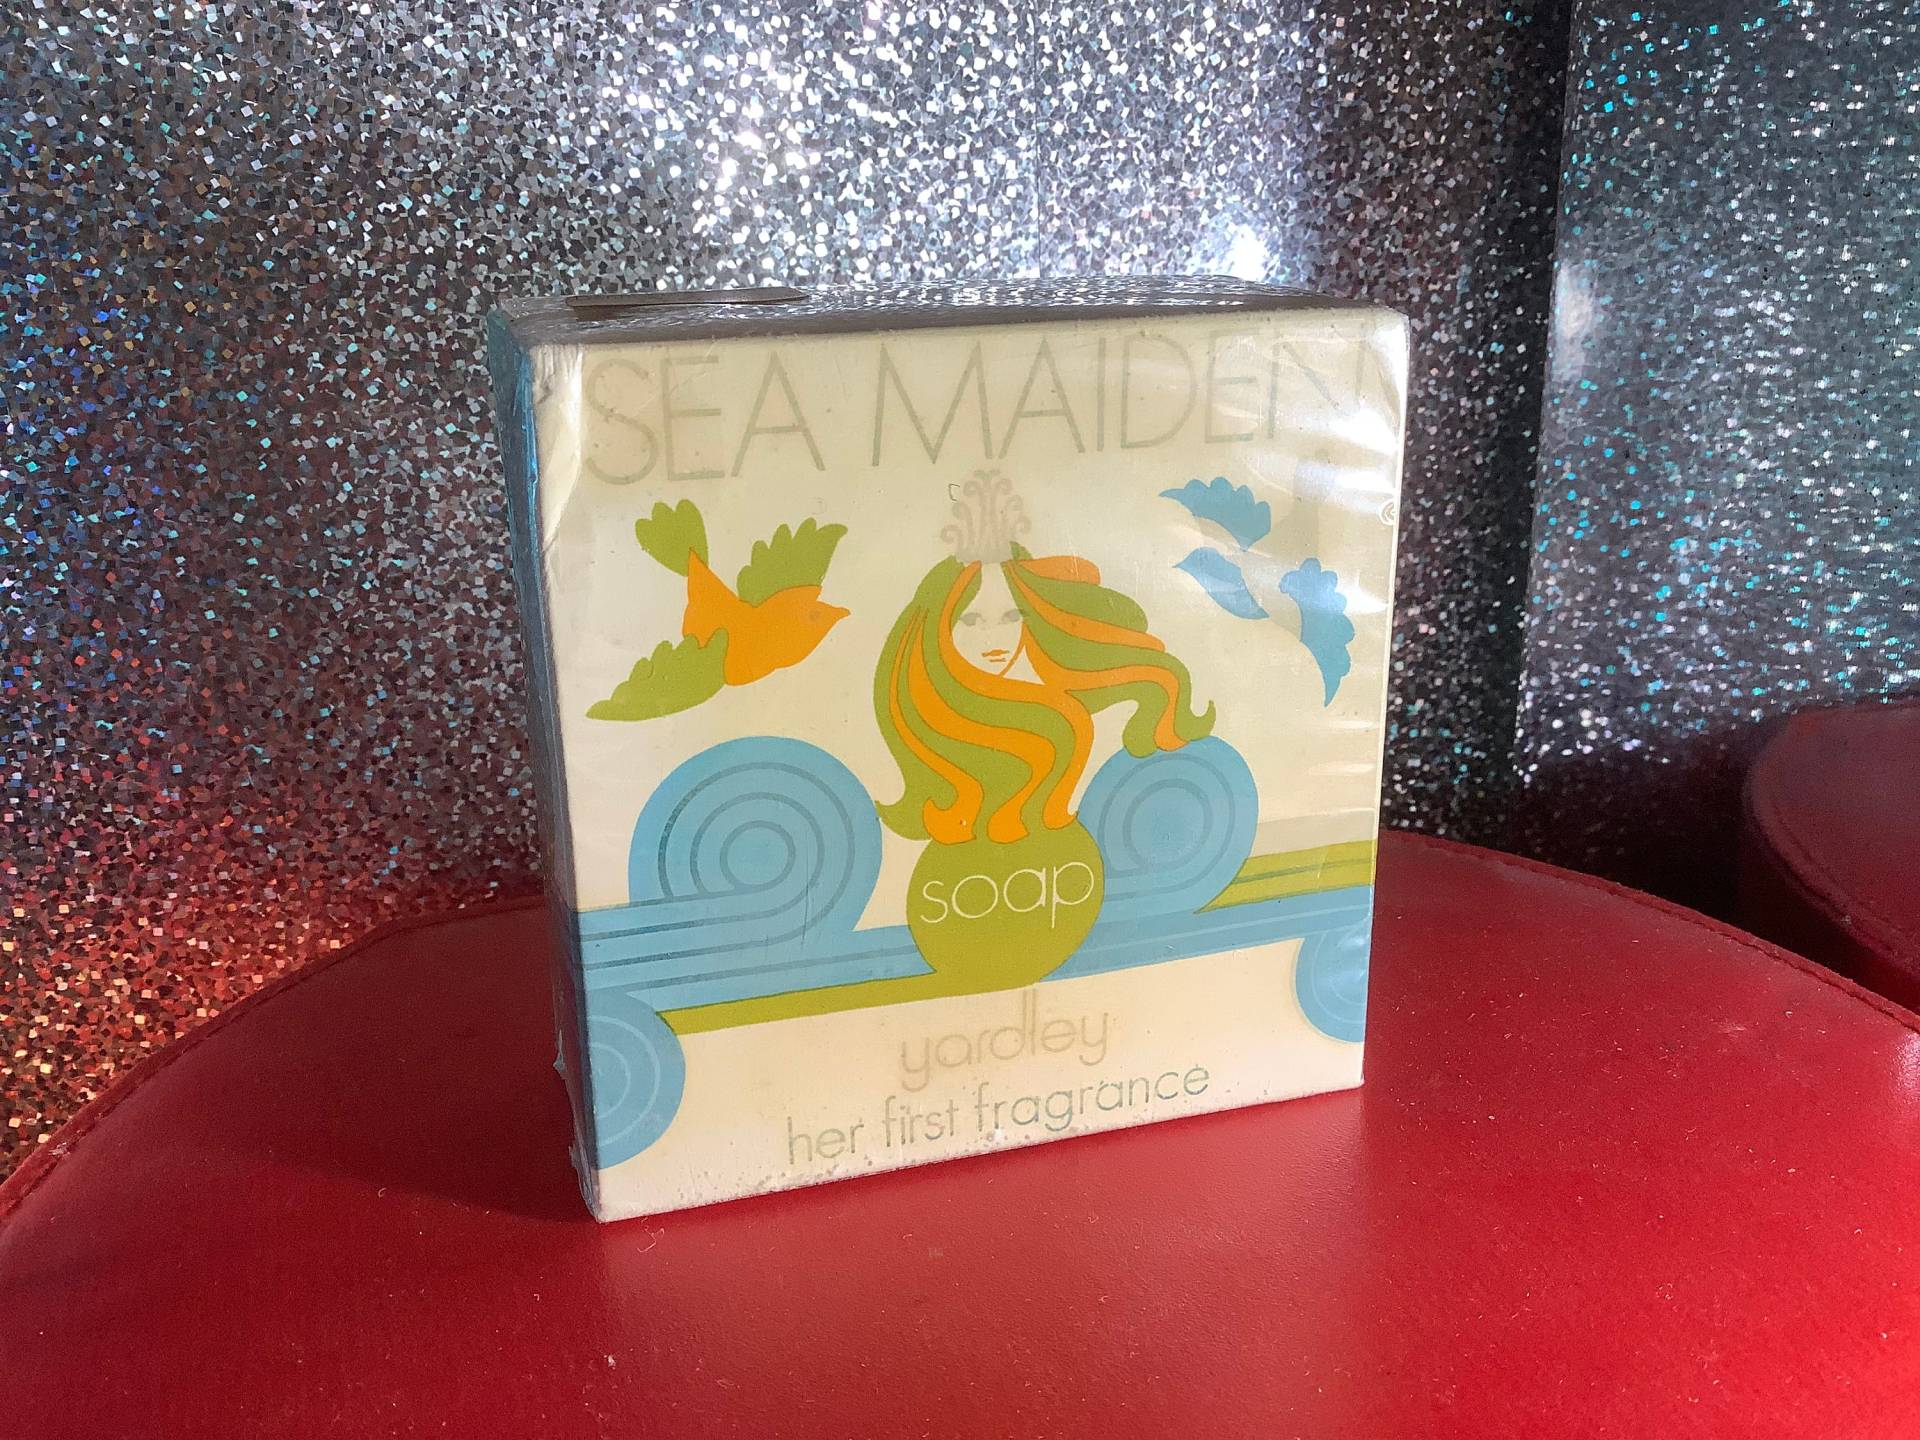 SEA MAIDEN
soap
yardley
her first fragrance